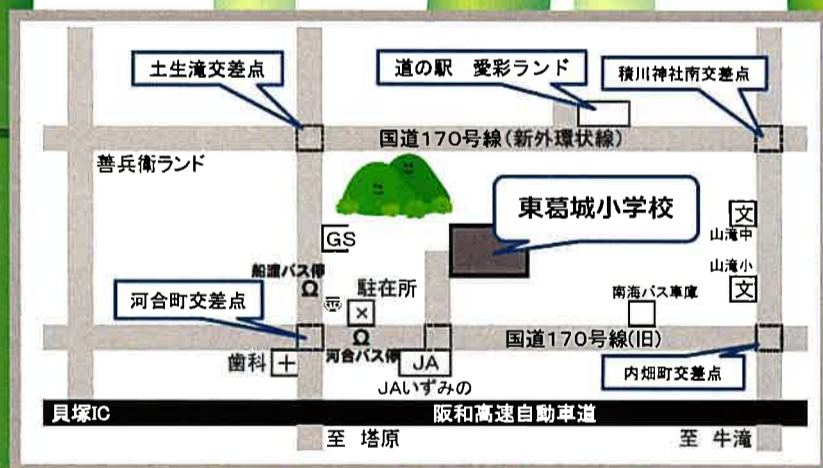 土生滝交差点
道の駅　愛彩ランド
積川神社南交差点
国道170号線(新外環状線)
善兵衛ランド
東葛城小学校
文
山滝中
GS
船渡バス停
山滝小
文
駐在所
南海バス車庫
河合町交差点
国道170号線(旧)
河合バス停
歯科
JA
JAいずみの
内畑町交差点
貝塚IC
阪和高速自動車道
至 塔原
至 牛滝